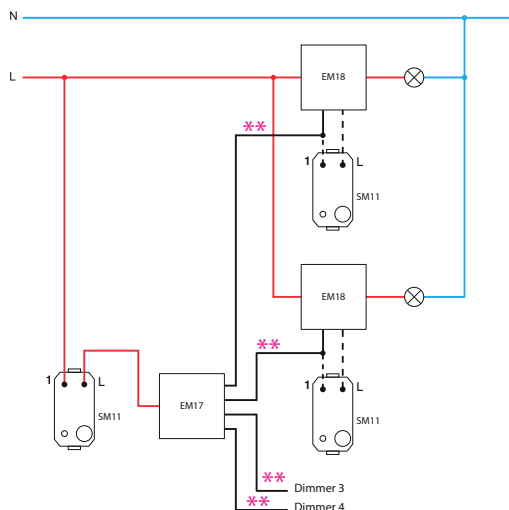 N
L
EM18
**
1 L
SM11
EM18
**
1 L
SM11
1 L
SM11
EM17
**
Dimmer 3
**
Dimmer 4